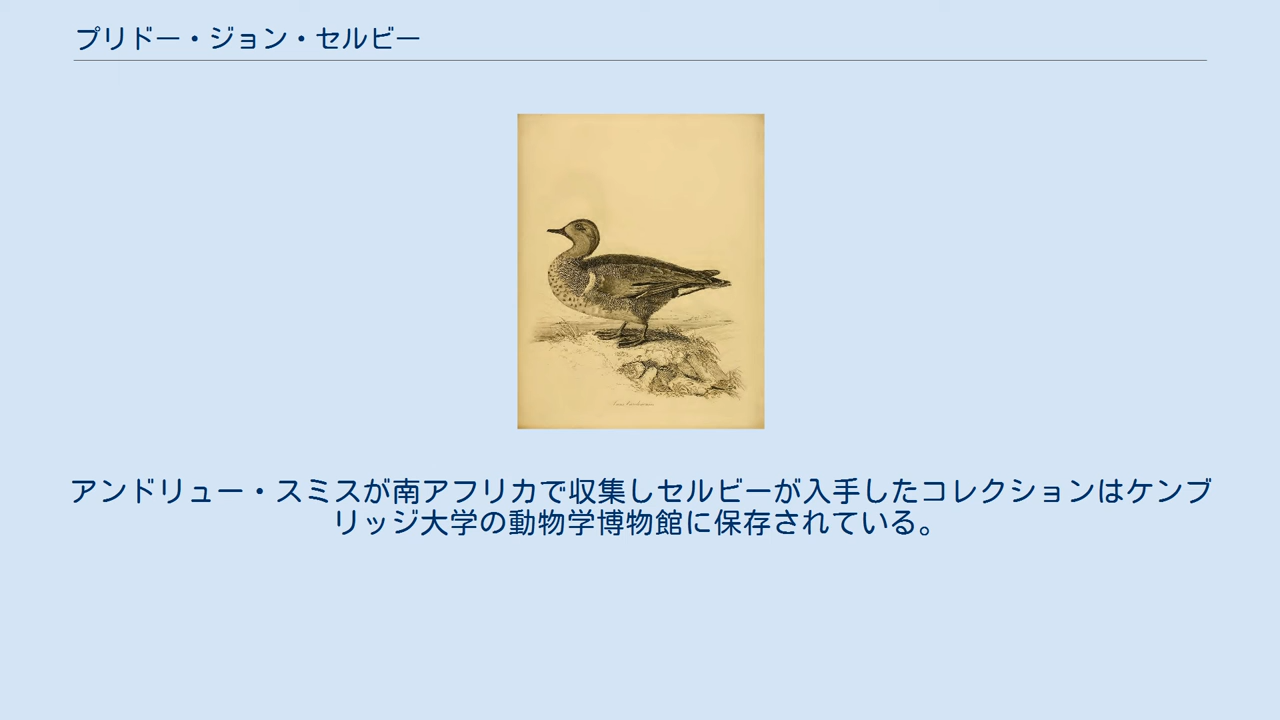 プリドー・ジョン・セルビー
アンドリュー・スミスが南アフリカで収集しセルビーが入手したコレクションはケンブ
リッジ大学の動物学博物館に保存されている。